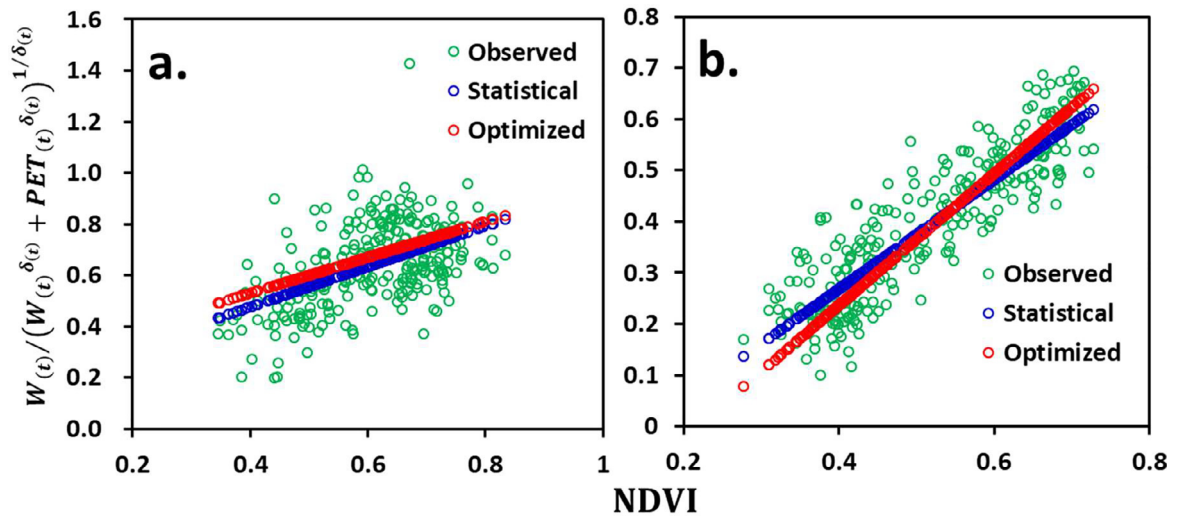 W(t)/(W(t)^δ(t) + PET(t)^δ(t))^1/δ(t)
a.
Observed
Statistical
Optimized
1.6
1.4
1.2
1.0
0.8
0.6
0.4
0.2
0.0
0.2 0.4 0.6 0.8 1
b.
Observed
Statistical
Optimized
0.8
0.7
0.6
0.5
0.4
0.3
0.2
0.1
0
0.2 0.4 0.6 0.8
NDVI